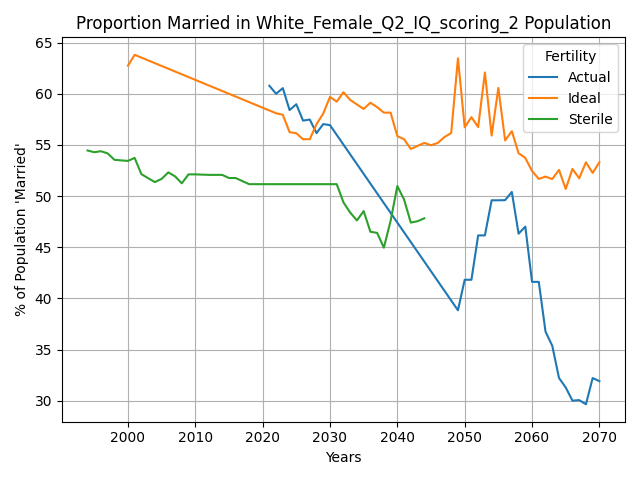 Proportion Married in White_Female_Q2_IQ_scoring_2 Population
% of Population 'Married'
65
60
55
50
45
40
35
30
Fertility
Actual
Ideal
Sterile
2000 2010 2020 2030 2040 2050 2060 2070
Years